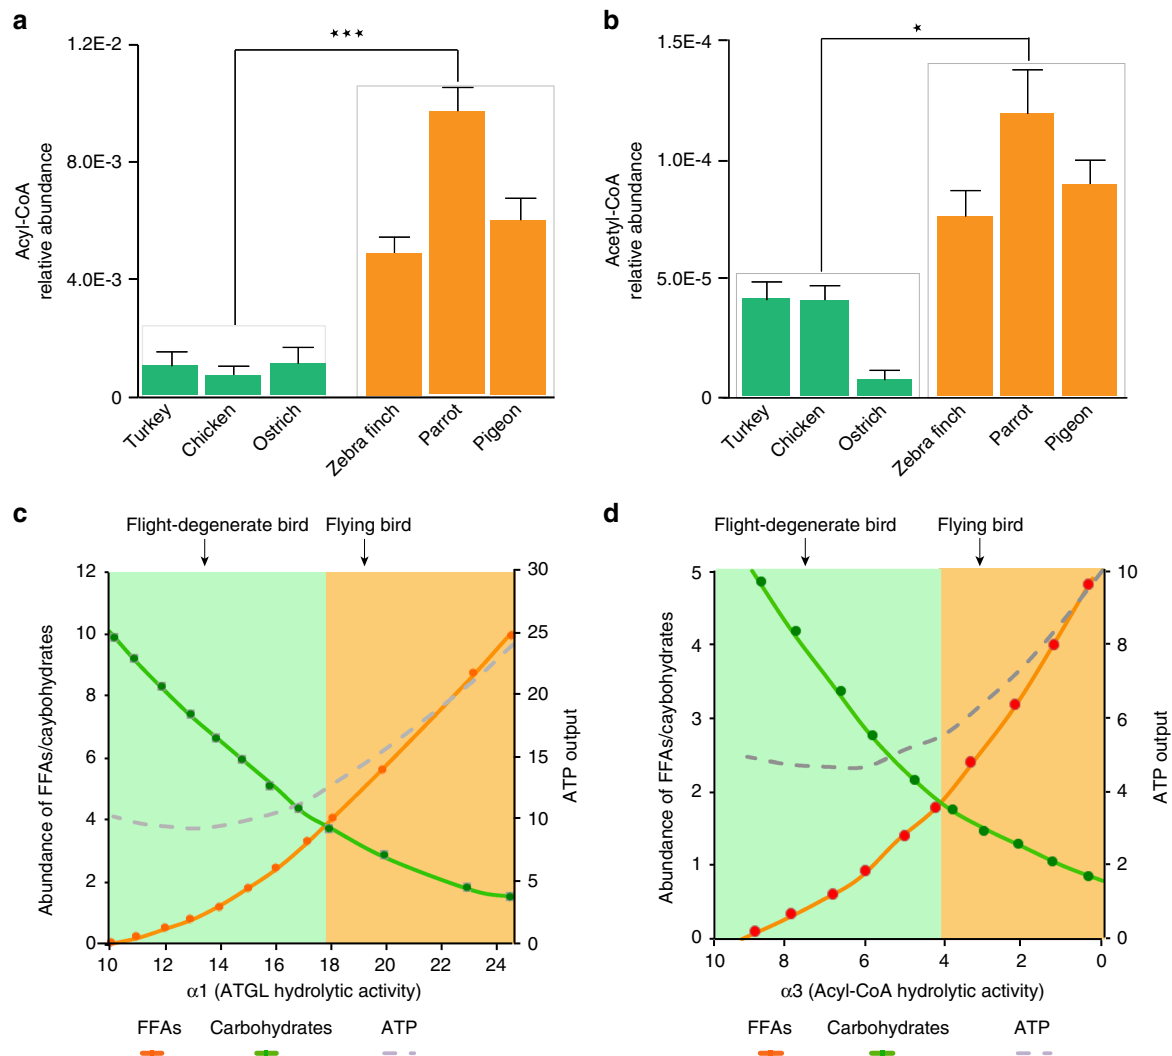 a
★★★
1.2E-2
8.0E-3
4.0E-3
0
Acyl-CoA
relative abundance
Turkey
Chicken
Ostrich
Zebra finch
Parrot
Pigeon
b
★
1.5E-4
1.0E-4
5.0E-5
0
Acetyl-CoA
relative abundance
Turkey
Chicken
Ostrich
Zebra finch
Parrot
Pigeon
c
Flight-degenerate bird
Flying bird
12
10
8
6
4
2
0
Abundance of FFAs/caybohydrates
30
25
20
15
10
5
0
ATP output
10 12 14 16 18 20 22 24
α1 (ATGL hydrolytic activity)
FFAs Carbohydrates ATP
d
Flight-degenerate bird
Flying bird
5
4
3
2
1
0
Abundance of FFAs/caybohydrates
10
8
6
4
2
0
ATP output
10 8 6 4 2 0
α3 (Acyl-CoA hydrolytic activity)
FFAs Carbohydrates ATP